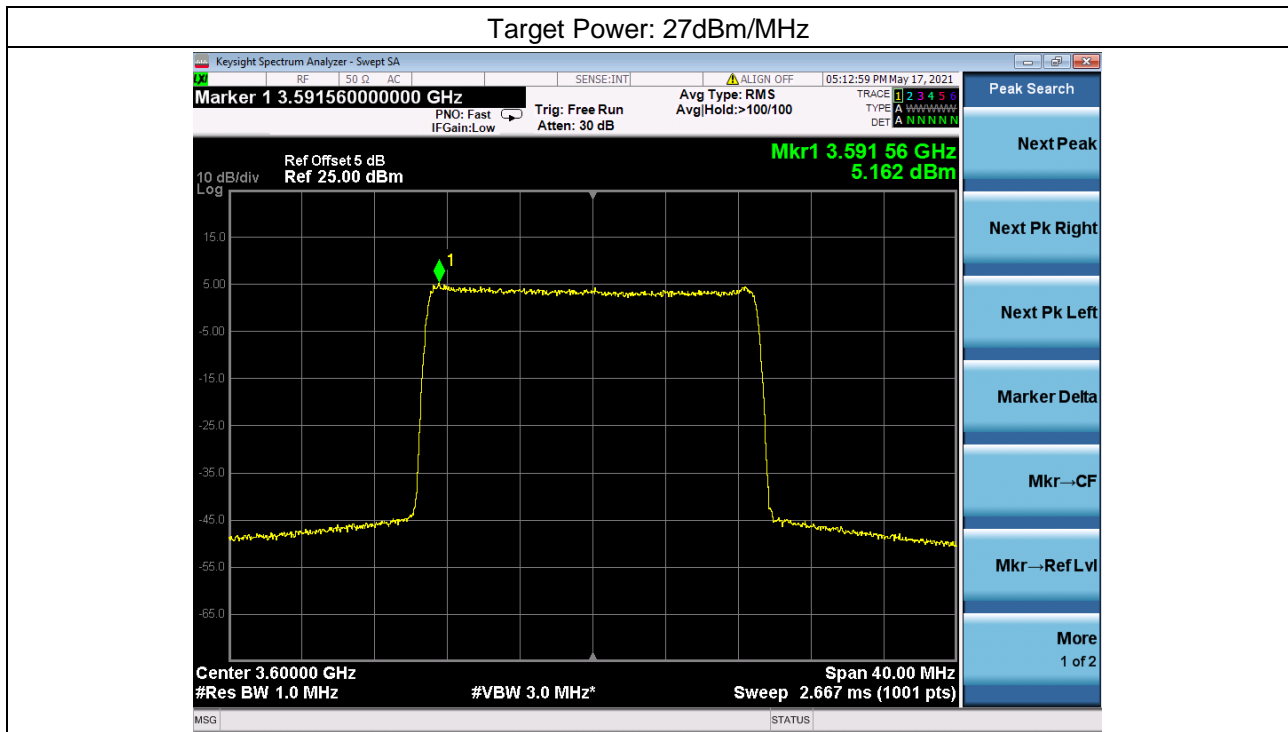 Target Power: 27dBm/MHz
Keysight Spectrum Analyzer - Swept SA
LXI RF 50 Ω AC SENSE:INT ALIGN OFF 05:12:59 PM May 17, 2021
Marker 1 3.591560000000 GHz
PNO: Fast
IFGain:Low
Trig: Free Run
Atten: 30 dB
Avg Type: RMS
Avg|Hold:>100/100
TRACE 1 2 3 4 5 6
TYPE A WWWWW
DET A N N N N N
Mkr1 3.591 56 GHz
5.162 dBm
Ref Offset 5 dB
10 dB/div Ref 25.00 dBm
Log
15.0
1
5.00
-5.00
-15.0
-25.0
-35.0
-45.0
-55.0
-65.0
Center 3.60000 GHz Span 40.00 MHz
#Res BW 1.0 MHz #VBW 3.0 MHz* Sweep 2.667 ms (1001 pts)
MSG STATUS
Peak Search
Next Peak
Next Pk Right
Next Pk Left
Marker Delta
Mkr→CF
Mkr→Ref Lvl
More
1 of 2